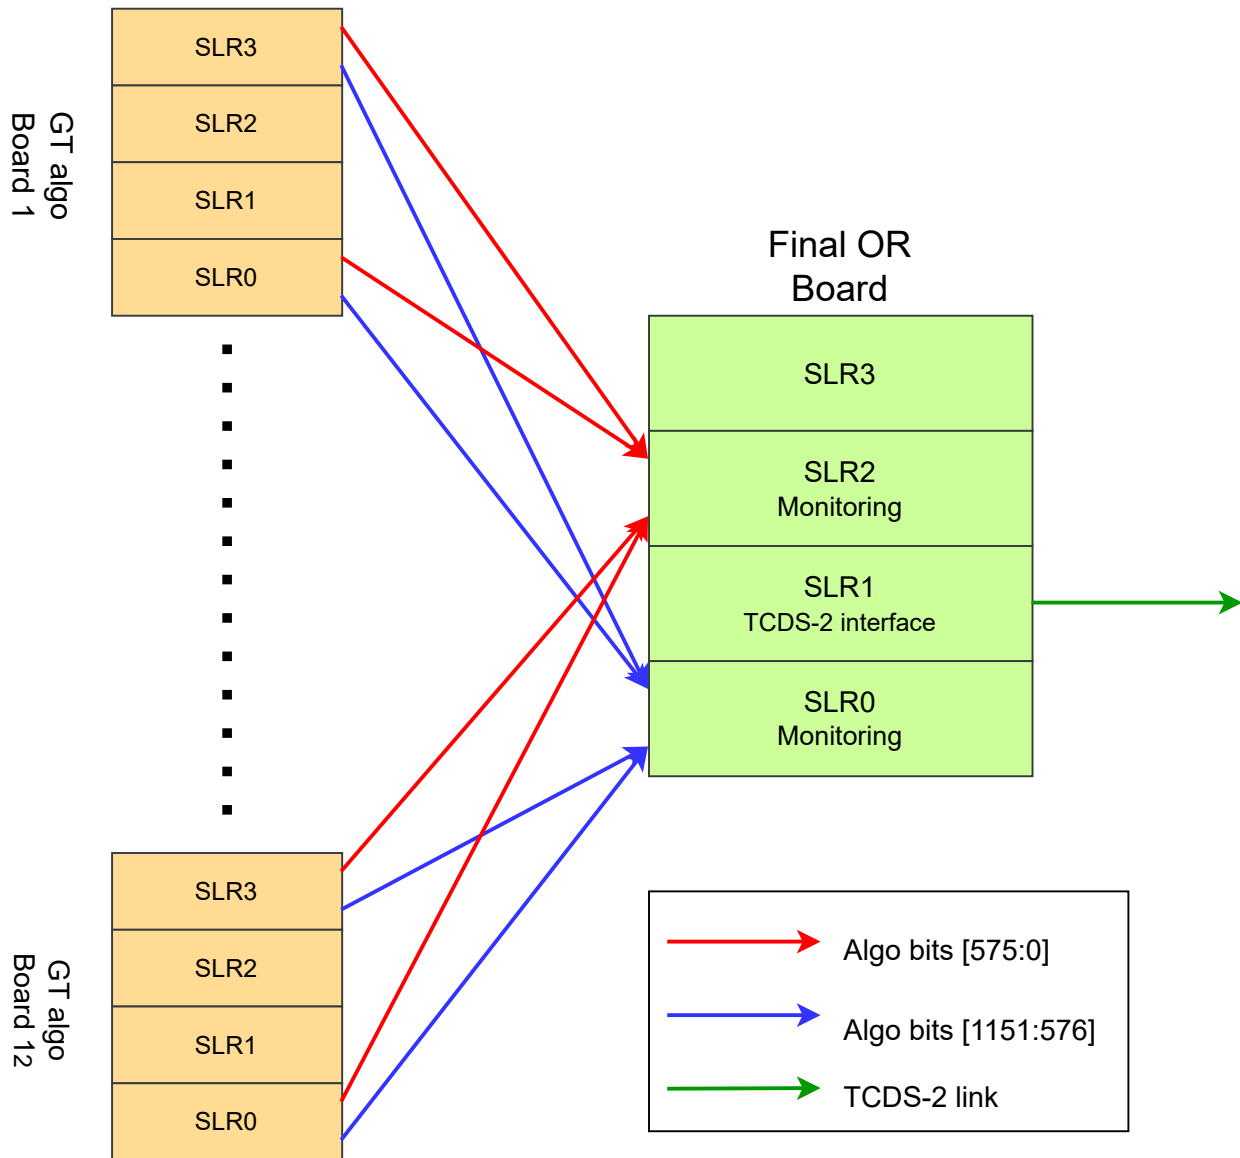 GT algo
Board 1
SLR3
SLR2
SLR1
SLR0
Final OR
Board
SLR3
SLR2
Monitoring
SLR1
TCDS-2 interface
SLR0
Monitoring
GT algo
Board 12
SLR3
SLR2
SLR1
SLR0
Algo bits [575:0]
Algo bits [1151:576]
TCDS-2 link